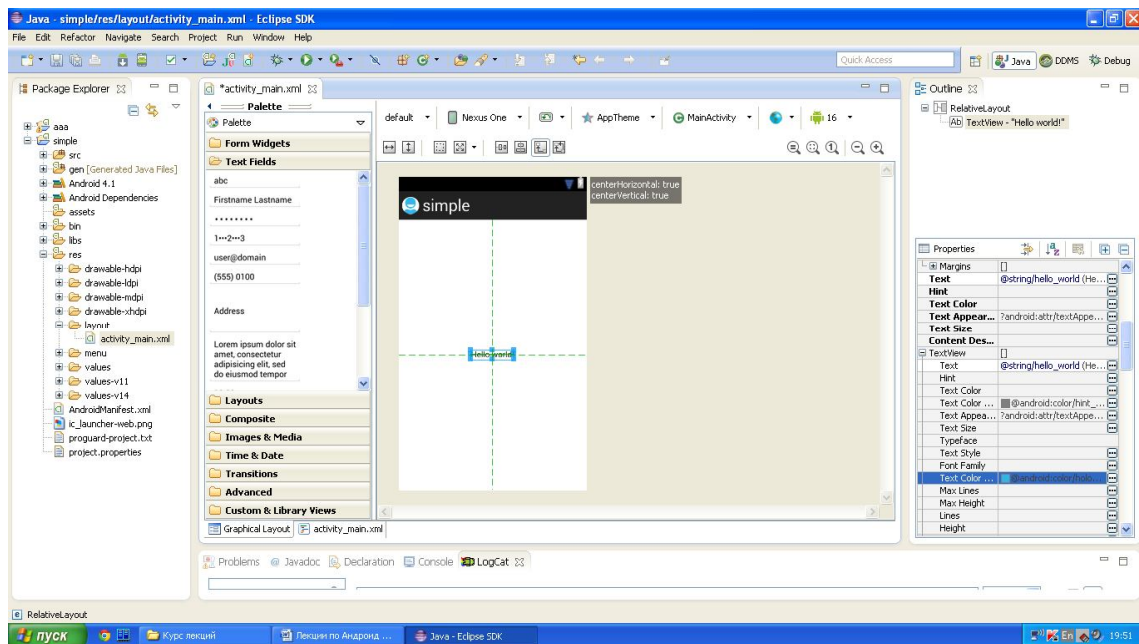 Java - simple/res/layout/activity_main.xml - Eclipse SDK
File Edit Refactor Navigate Search Project Run Window Help
Quick Access
Java
DDMS
Debug
Package Explorer
aaa
simple
src
gen [Generated Java Files]
Android 4.1
Android Dependencies
assets
bin
libs
res
drawable-hdpi
drawable-ldpi
drawable-mdpi
drawable-xhdpi
layout
activity_main.xml
menu
values
values-v11
values-v14
AndroidManifest.xml
ic_launcher-web.png
proguard-project.txt
project.properties
*activity_main.xml
Palette
Palette
Form Widgets
Text Fields
abc
Firstname Lastname
1···2···3
user@domain
(555) 0100
Address
Lorem ipsum dolor sit
amet, consectetur
adipisicing elit, sed
do eiusmod tempor
Layouts
Composite
Images & Media
Time & Date
Transitions
Advanced
Custom & Library Views
default
Nexus One
AppTheme
MainActivity
16
simple
centerHorizontal: true
centerVertical: true
Hello world!
Graphical Layout
activity_main.xml
Outline
RelativeLayout
Ab TextView - "Hello world!"
Properties
Margins []
Text @string/hello_world (He...
Hint
Text Color
Text Appear... ?android:attr/textAppe...
Text Size
Content Des...
TextView []
Text @string/hello_world (He...
Hint
Text Color
Text Color ... @android:color/hint_...
Text Appea... ?android:attr/textAppe...
Text Size
Typeface
Text Style
Font Family
Text Color ... @android:color/holo...
Max Lines
Max Height
Lines
Height
Problems @ Javadoc Declaration Console LogCat
RelativeLayout
пуск
Курс лекций
Лекции по Андроид ...
Java - Eclipse SDK
En
19:51